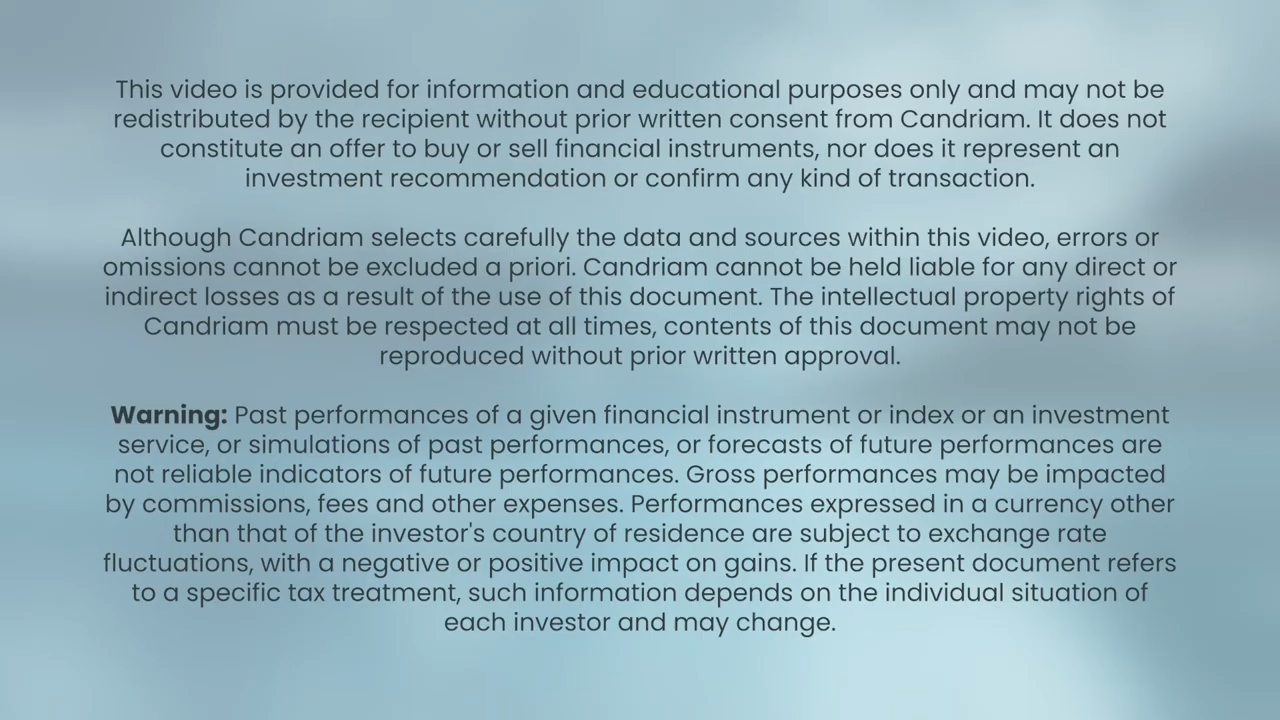 This video is provided for information and educational purposes only and may not be
redistributed by the recipient without prior written consent from Candriam. It does not
constitute an offer to buy or sell financial instruments, nor does it represent an
investment recommendation or confirm any kind of transaction.
Although Candriam selects carefully the data and sources within this video, errors or
omissions cannot be excluded a priori. Candriam cannot be held liable for any direct or
indirect losses as a result of the use of this document. The intellectual property rights of
Candriam must be respected at all times, contents of this document may not be
reproduced without prior written approval.
Warning: Past performances of a given financial instrument or index or an investment
service, or simulations of past performances, or forecasts of future performances are
not reliable indicators of future performances. Gross performances may be impacted
by commissions, fees and other expenses. Performances expressed in a currency other
than that of the investor's country of residence are subject to exchange rate
fluctuations, with a negative or positive impact on gains. If the present document refers
to a specific tax treatment, such information depends on the individual situation of
each investor and may change.